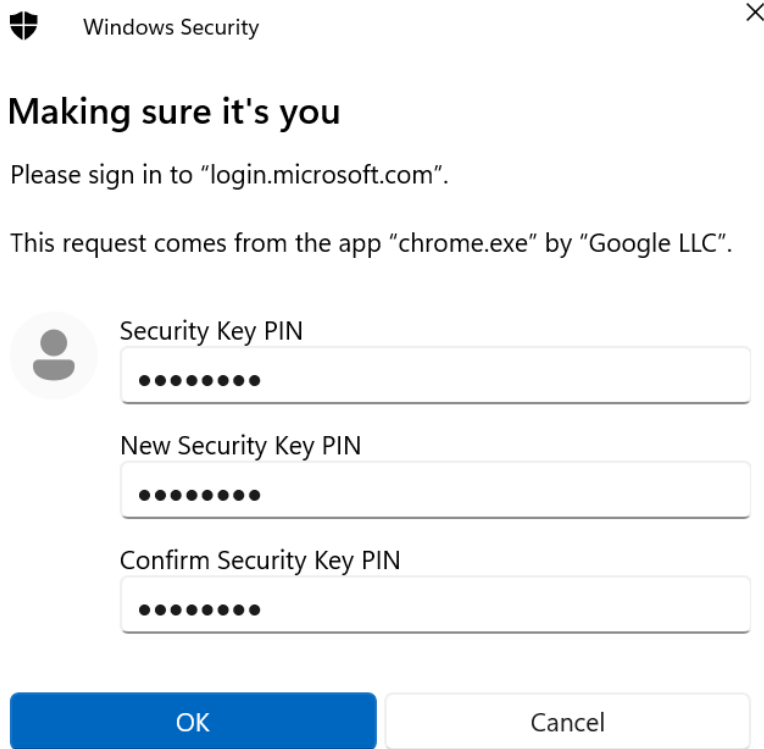 Windows Security
Making sure it's you
Please sign in to “login.microsoft.com”.
This request comes from the app “chrome.exe” by “Google LLC”.
Security Key PIN
••••••••
New Security Key PIN
••••••••
Confirm Security Key PIN
••••••••
OK
Cancel